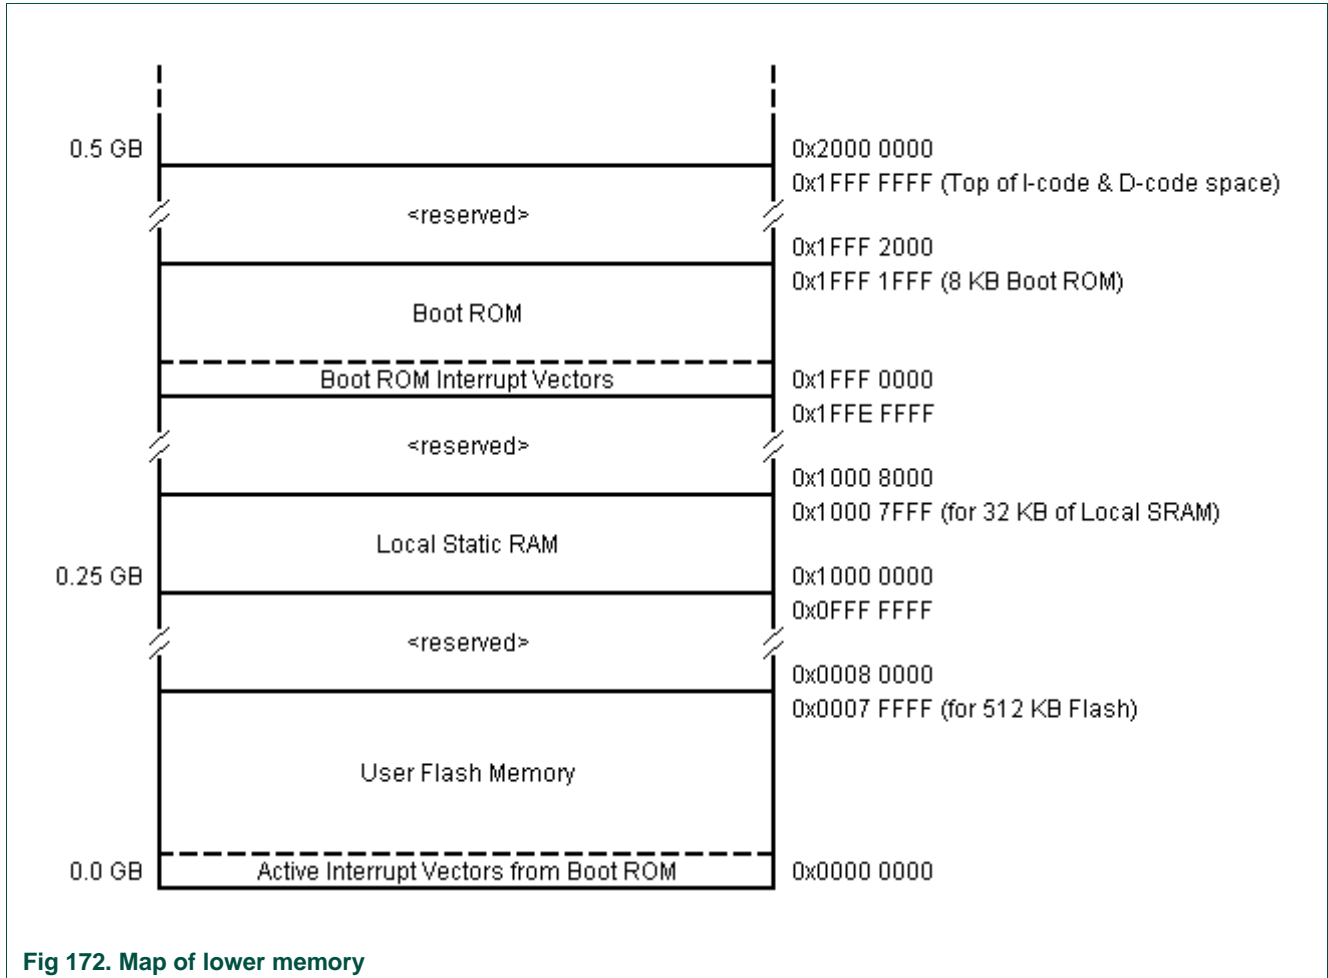 0.5 GB
0x2000 0000
0x1FFF FFFF (Top of I-code & D-code space)
<reserved>
0x1FFF 2000
0x1FFF 1FFF (8 KB Boot ROM)
Boot ROM
Boot ROM Interrupt Vectors
0x1FFF 0000
0x1FFE FFFF
<reserved>
0x1000 8000
0x1000 7FFF (for 32 KB of Local SRAM)
Local Static RAM
0.25 GB
0x1000 0000
0x0FFF FFFF
<reserved>
0x0008 0000
0x0007 FFFF (for 512 KB Flash)
User Flash Memory
0.0 GB
Active Interrupt Vectors from Boot ROM
0x0000 0000
Fig 172. Map of lower memory